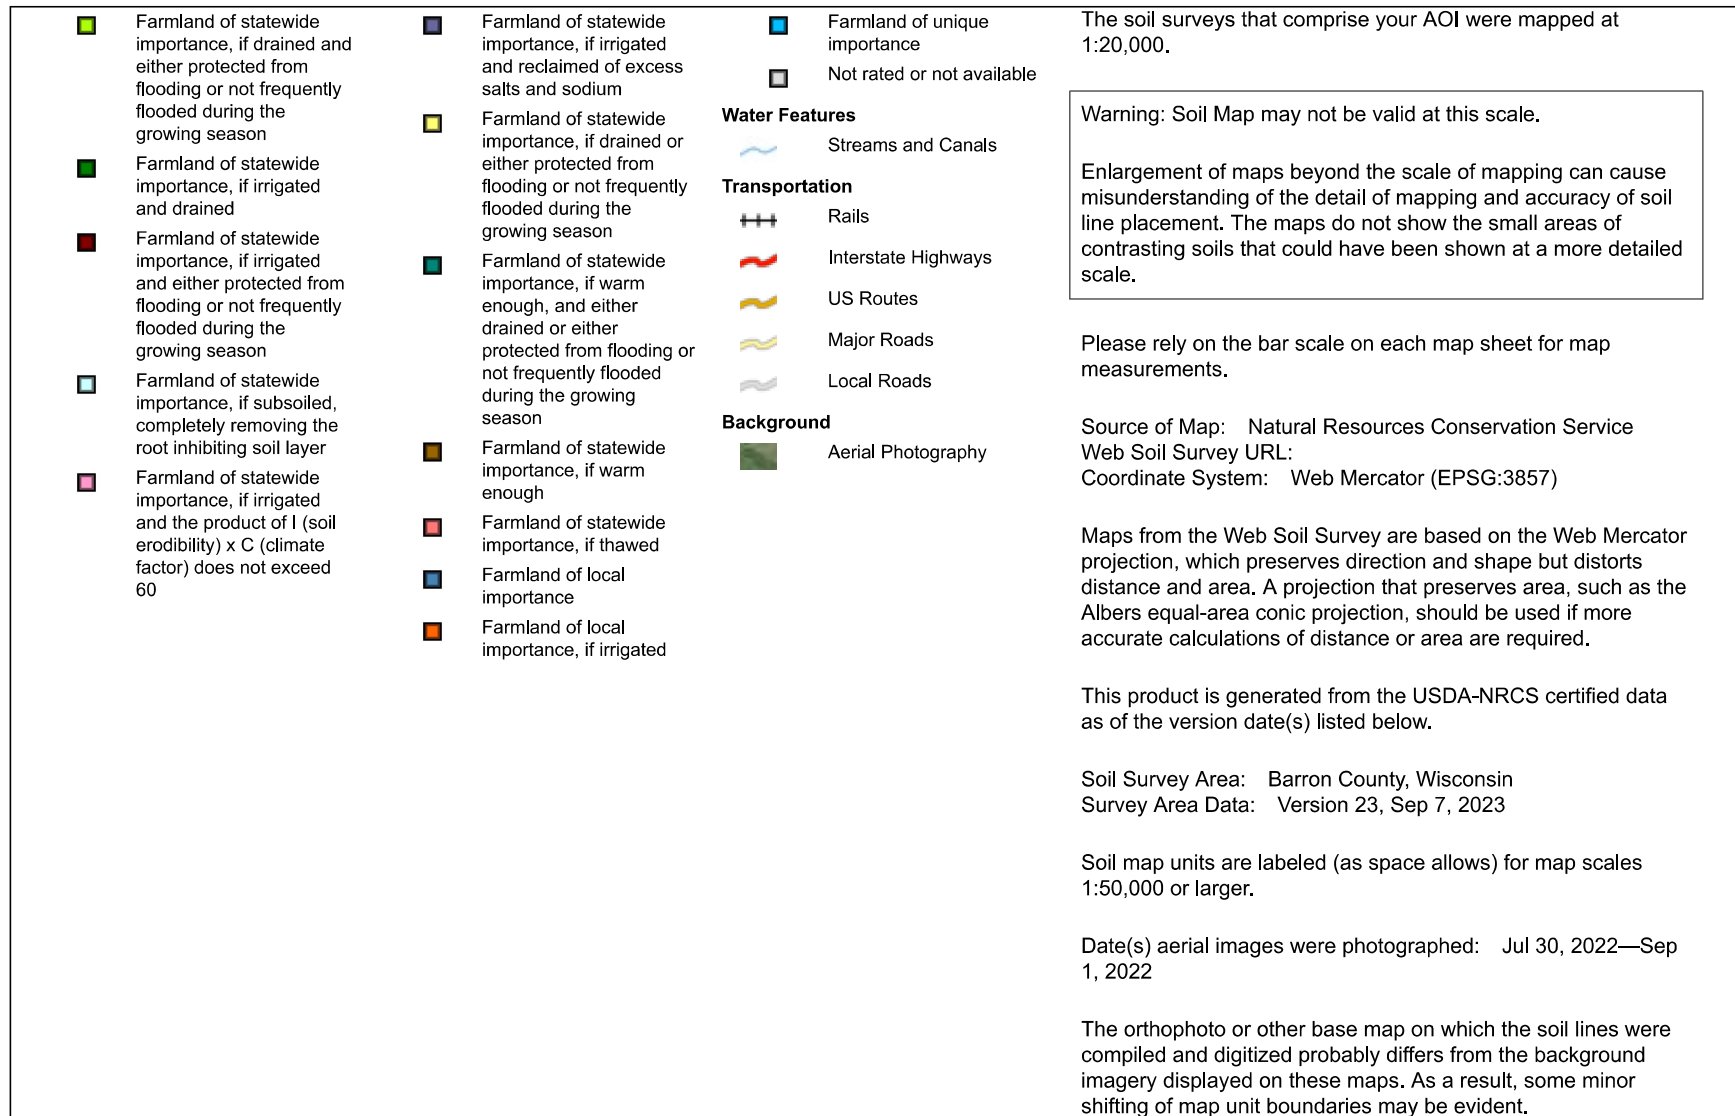 Farmland of statewide
importance, if drained and
either protected from
flooding or not frequently
flooded during the
growing season
Farmland of statewide
importance, if irrigated
and drained
Farmland of statewide
importance, if irrigated
and either protected from
flooding or not frequently
flooded during the
growing season
Farmland of statewide
importance, if subsoiled,
completely removing the
root inhibiting soil layer
Farmland of statewide
importance, if irrigated
and the product of I (soil
erodibility) x C (climate
factor) does not exceed
60
Farmland of statewide
importance, if irrigated
and reclaimed of excess
salts and sodium
Farmland of statewide
importance, if drained or
either protected from
flooding or not frequently
flooded during the
growing season
Farmland of statewide
importance, if warm
enough, and either
drained or either
protected from flooding or
not frequently flooded
during the growing
season
Farmland of statewide
importance, if warm
enough
Farmland of statewide
importance, if thawed
Farmland of local
importance
Farmland of local
importance, if irrigated
Farmland of unique
importance
Not rated or not available
Water Features
Streams and Canals
Transportation
Rails
Interstate Highways
US Routes
Major Roads
Local Roads
Background
Aerial Photography
The soil surveys that comprise your AOI were mapped at
1:20,000.
Warning: Soil Map may not be valid at this scale.
Enlargement of maps beyond the scale of mapping can cause
misunderstanding of the detail of mapping and accuracy of soil
line placement. The maps do not show the small areas of
contrasting soils that could have been shown at a more detailed
scale.
Please rely on the bar scale on each map sheet for map
measurements.
Source of Map: Natural Resources Conservation Service
Web Soil Survey URL:
Coordinate System: Web Mercator (EPSG:3857)
Maps from the Web Soil Survey are based on the Web Mercator
projection, which preserves direction and shape but distorts
distance and area. A projection that preserves area, such as the
Albers equal-area conic projection, should be used if more
accurate calculations of distance or area are required.
This product is generated from the USDA-NRCS certified data
as of the version date(s) listed below.
Soil Survey Area: Barron County, Wisconsin
Survey Area Data: Version 23, Sep 7, 2023
Soil map units are labeled (as space allows) for map scales
1:50,000 or larger.
Date(s) aerial images were photographed: Jul 30, 2022—Sep
1, 2022
The orthophoto or other base map on which the soil lines were
compiled and digitized probably differs from the background
imagery displayed on these maps. As a result, some minor
shifting of map unit boundaries may be evident.